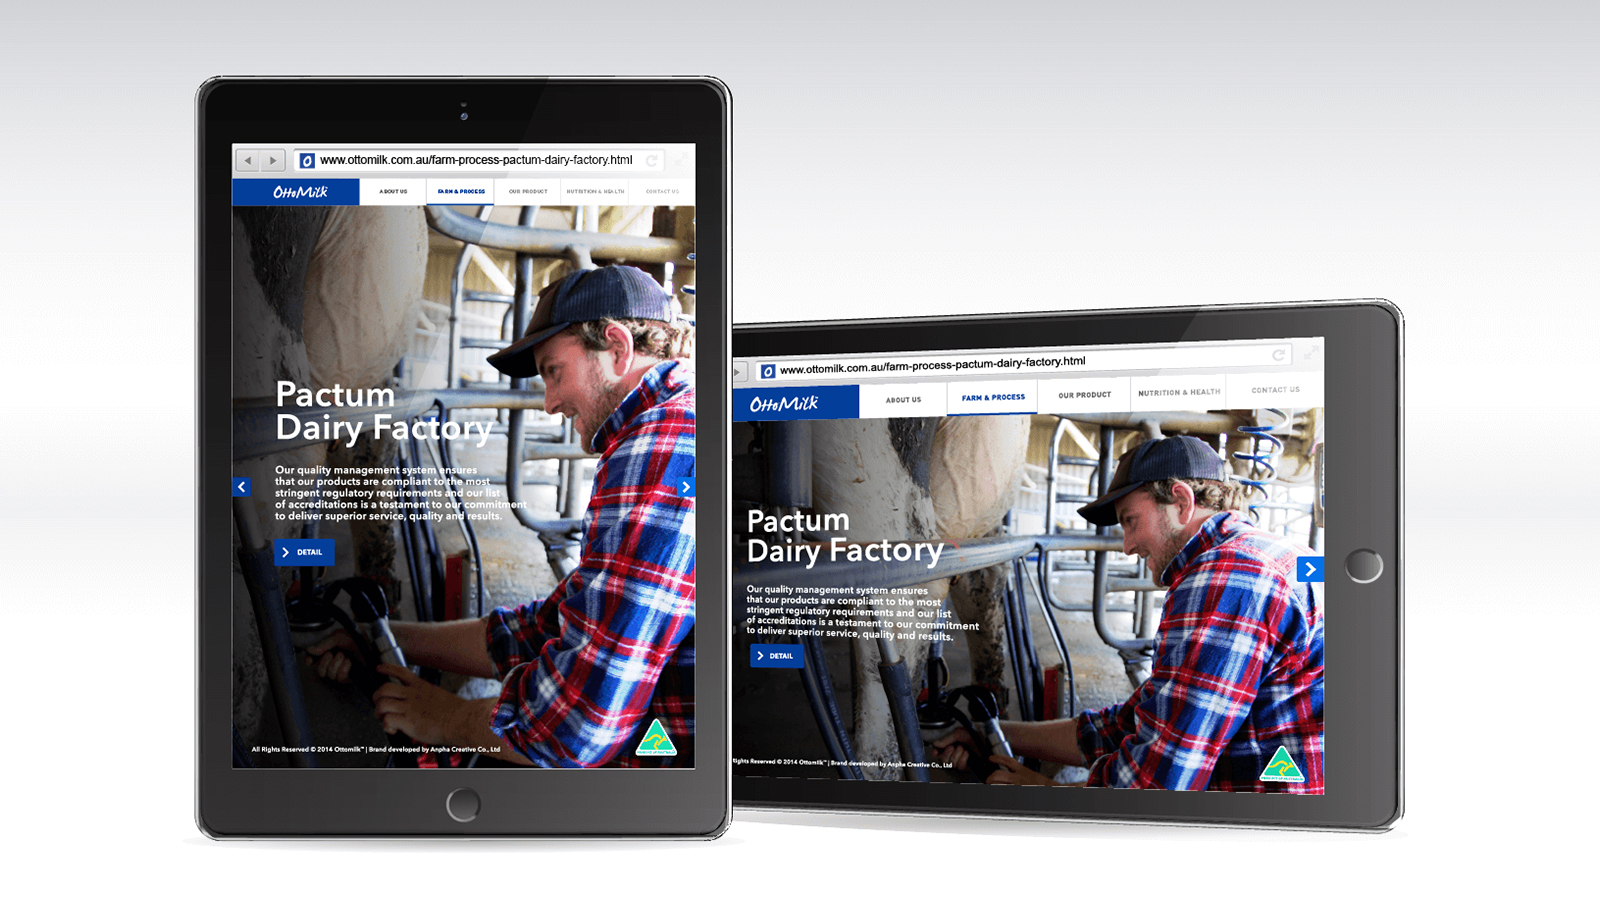 www.ottomilk.com.au/farm-process-pactum-dairy-factory.html
OttoMilk
ABOUT US
FARM & PROCESS
OUR PRODUCT
NUTRITION & HEALTH
CONTACT US
Pactum
Dairy Factory
Our quality management system ensures
that our products are compliant to the most
stringent regulatory requirements and our list
of accreditations is a testament to our commitment
to deliver superior service, quality and results.
DETAIL
All Rights Reserved © 2014 Ottomilk™ | Brand developed by Anpha Creative Co., Ltd
www.ottomilk.com.au/farm-process-pactum-dairy-factory.html
OttoMilk
ABOUT US
FARM & PROCESS
OUR PRODUCT
NUTRITION & HEALTH
CONTACT US
Pactum
Dairy Factory
Our quality management system ensures
that our products are compliant to the most
stringent regulatory requirements and our list
of accreditations is a testament to our commitment
to deliver superior service, quality and results.
DETAIL
Rights Reserved © 2014 Ottomilk™ | Brand developed by Anpha Creative Co., Ltd